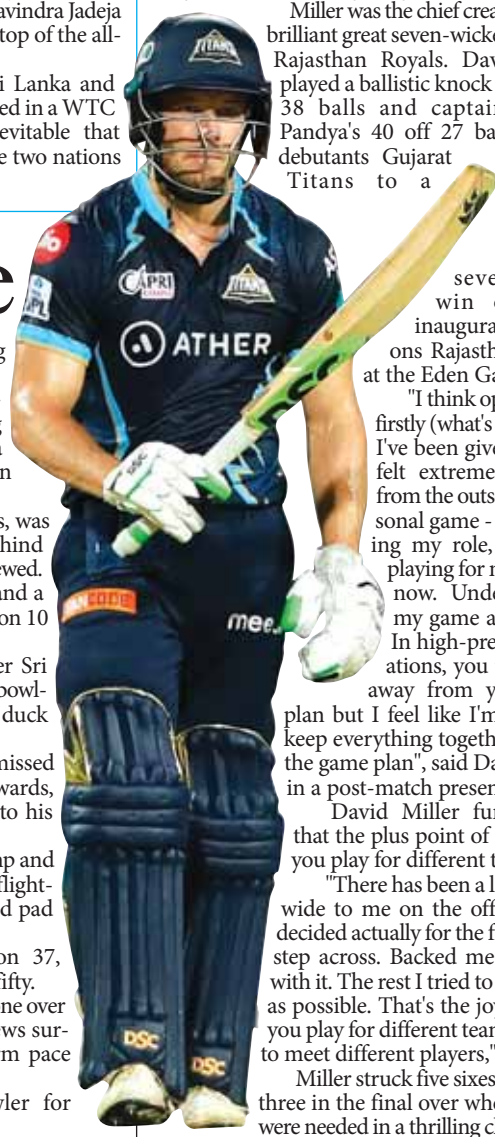 avindra Jadeja
top of the all-
i Lanka and
ed in a WTC
evitable that
e two nations
e
g
g
n
s, was
hind
ewed.
and a
on 10
er Sri
bowl-
duck
missed
wards,
to his
mp and
flight-
d pad
on 37,
fifty.
one over
ews sur-
rm pace
yler for
Miller was the chief crea
brilliant great seven-wicke
Rajasthan Royals. Dav
played a ballistic knock
38 balls and captain
Pandya's 40 off 27 ba
debutants Gujarat
Titans to a
seve
win
inaugura
ons Rajasth
at the Eden Ga
"I think op
firstly (what's
I've been give
felt extreme
from the outs
sonal game -
ing my role,
playing for m
now. Unde
my game a
In high-pre
ations, you
away from y
plan but I feel like I'm
keep everything togeth
the game plan", said Da
in a post-match presen
David Miller fur
that the plus point of
you play for different t
"There has been a l
wide to me on the off
decided actually for the f
step across. Backed me
with it. The rest I tried to
as possible. That's the jo
you play for different team
to meet different players,"
Miller struck five sixes
three in the final over whe
were needed in a thrilling c
TITANS
CAPRI
TITANS
IPL
ATHER
DSC
FANCODE
mee
DSC
DSC